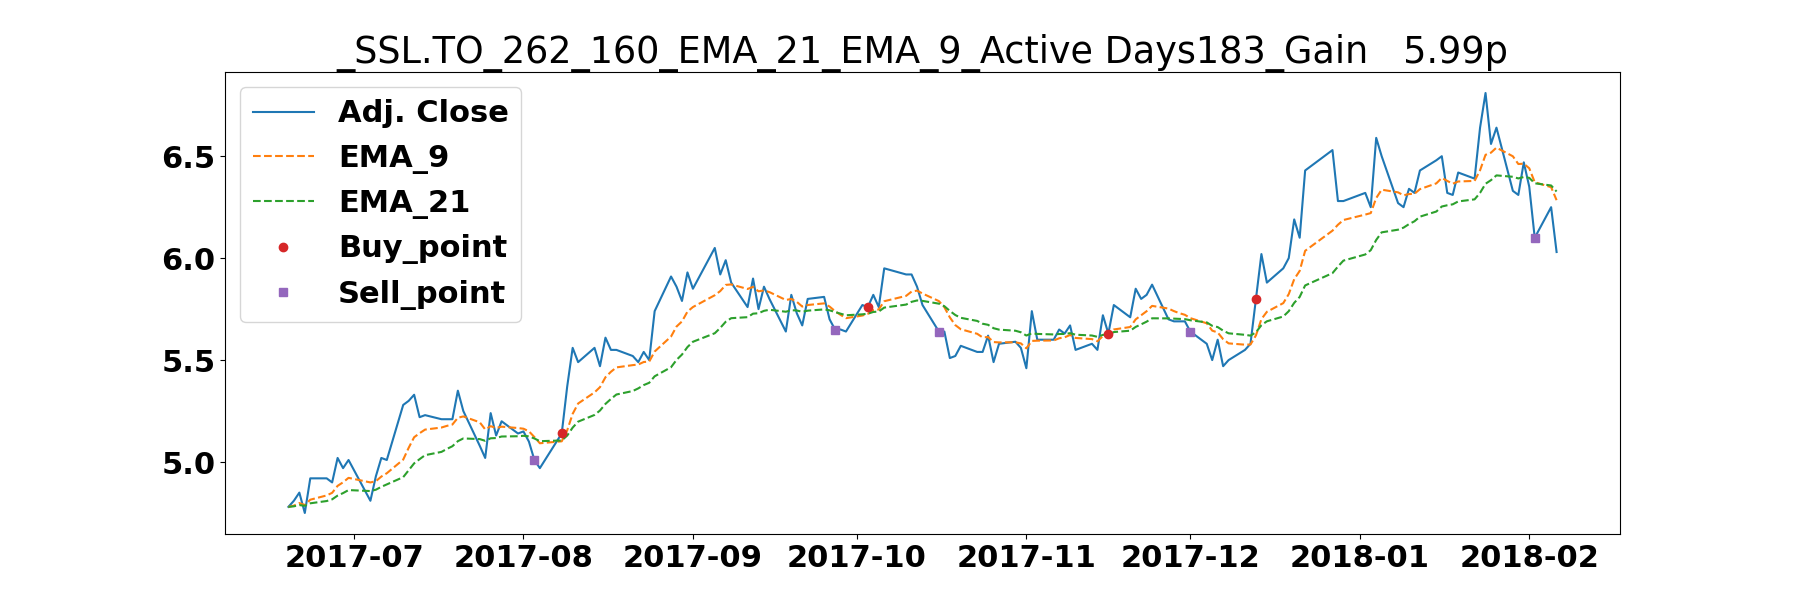 _SSL.TO_262_160_EMA_21_EMA_9_Active Days183_Gain   5.99p
Adj. Close
EMA_9
EMA_21
Buy_point
Sell_point
6.5
6.0
5.5
5.0
2017-07 2017-08 2017-09 2017-10 2017-11 2017-12 2018-01 2018-02